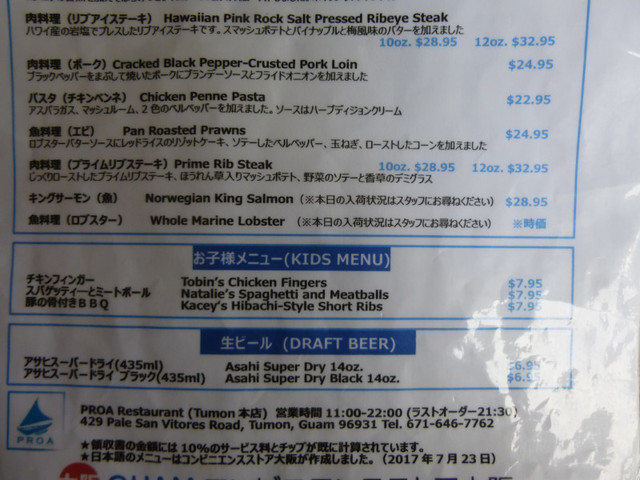 肉料理（リブアイステーキ）Hawaiian Pink Rock Salt Pressed Ribeye Steak
ハワイ産の岩塩でプレスしたリブアイステーキです。スマッシュポテトとパイナップルと梅風味のバターを加えました
10oz. $28.95 12oz. $32.95
肉料理（ポーク）Cracked Black Pepper-Crusted Pork Loin $24.95
ブラックペッパーをまぶして焼いたポークにプランテーソースとフライドオニオンを加えました
パスタ（チキンペンネ） Chicken Penne Pasta $22.95
アスパラガス、マッシュルーム、2色のベルペッパーを加えました。ソースはハーブディジョンクリーム
魚料理（エビ） Pan Roasted Prawns $24.95
ロブスターバターソースにレッドライスのリゾットケーキ、ソテーしたベルペッパー、玉ねぎ、ローストしたコーンを加えました
肉料理（プライムリブステーキ）Prime Rib Steak 10oz. $28.95 12oz. $32.95
じっくりローストしたプライムリブステーキ、ほうれん草入りマッシュポテト、野菜のソテーと香草のデミグラス
キングサーモン（魚） Norwegian King Salmon（※本日の入荷状況はスタッフにお尋ねください） $28.95
魚料理（ロブスター） Whole Marine Lobster （※本日の入荷状況はスタッフにお尋ねください） ※時価
お子様メニュー(KIDS MENU)
チキンフィンガー Tobin's Chicken Fingers $7.95
スパゲッティーとミートボール Natalie's Spaghetti and Meatballs $7.95
豚の骨付きＢＢＱ Kacey's Hibachi-Style Short Ribs $7.95
生ビール (DRAFT BEER)
アサヒスーパードライ(435ml) Asahi Super Dry 14oz. $6.95
アサヒスーパードライ ブラック(435ml) Asahi Super Dry Black 14oz. $6.95
PROA
PROA Restaurant (Tumon 本店) 営業時間 11:00-22:00 (ラストオーダー21:30)
429 Pale San Vitores Road, Tumon, Guam 96931 Tel. 671-646-7762
★領収書の金額には 10%のサービス料とチップが既に計算されています。
★日本語のメニューはコンビニエンスストア大阪が作成しました。（2017 年 7 月 23 日）